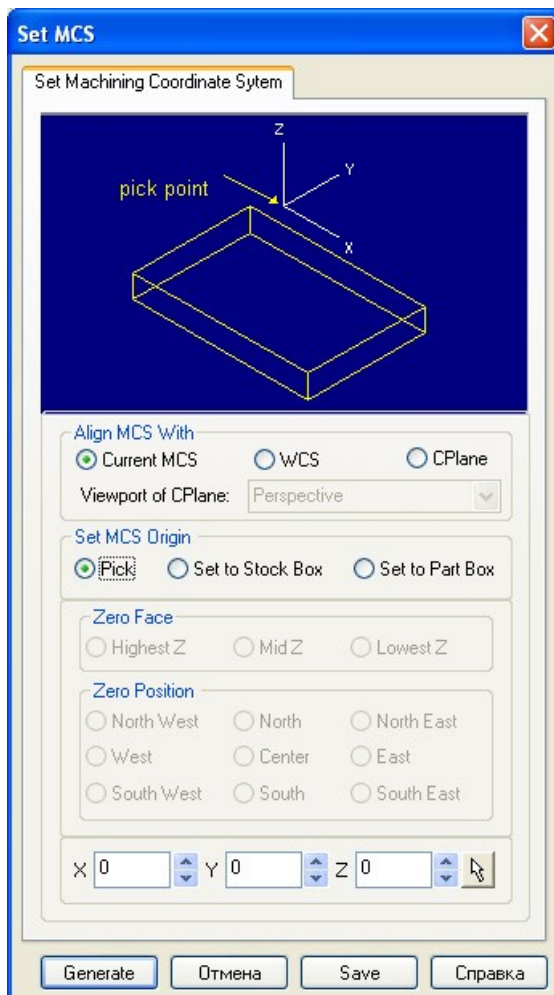 Set MCS
Set Machining Coordinate Sytem
Z
Y
pick point
X
Align MCS With
Current MCS WCS CPlane
Viewport of CPlane: Perspective
Set MCS Origin
Pick Set to Stock Box Set to Part Box
Zero Face
Highest Z Mid Z Lowest Z
Zero Position
North West North North East
West Center East
South West South South East
X 0 Y 0 Z 0
Generate Отмена Save Справка